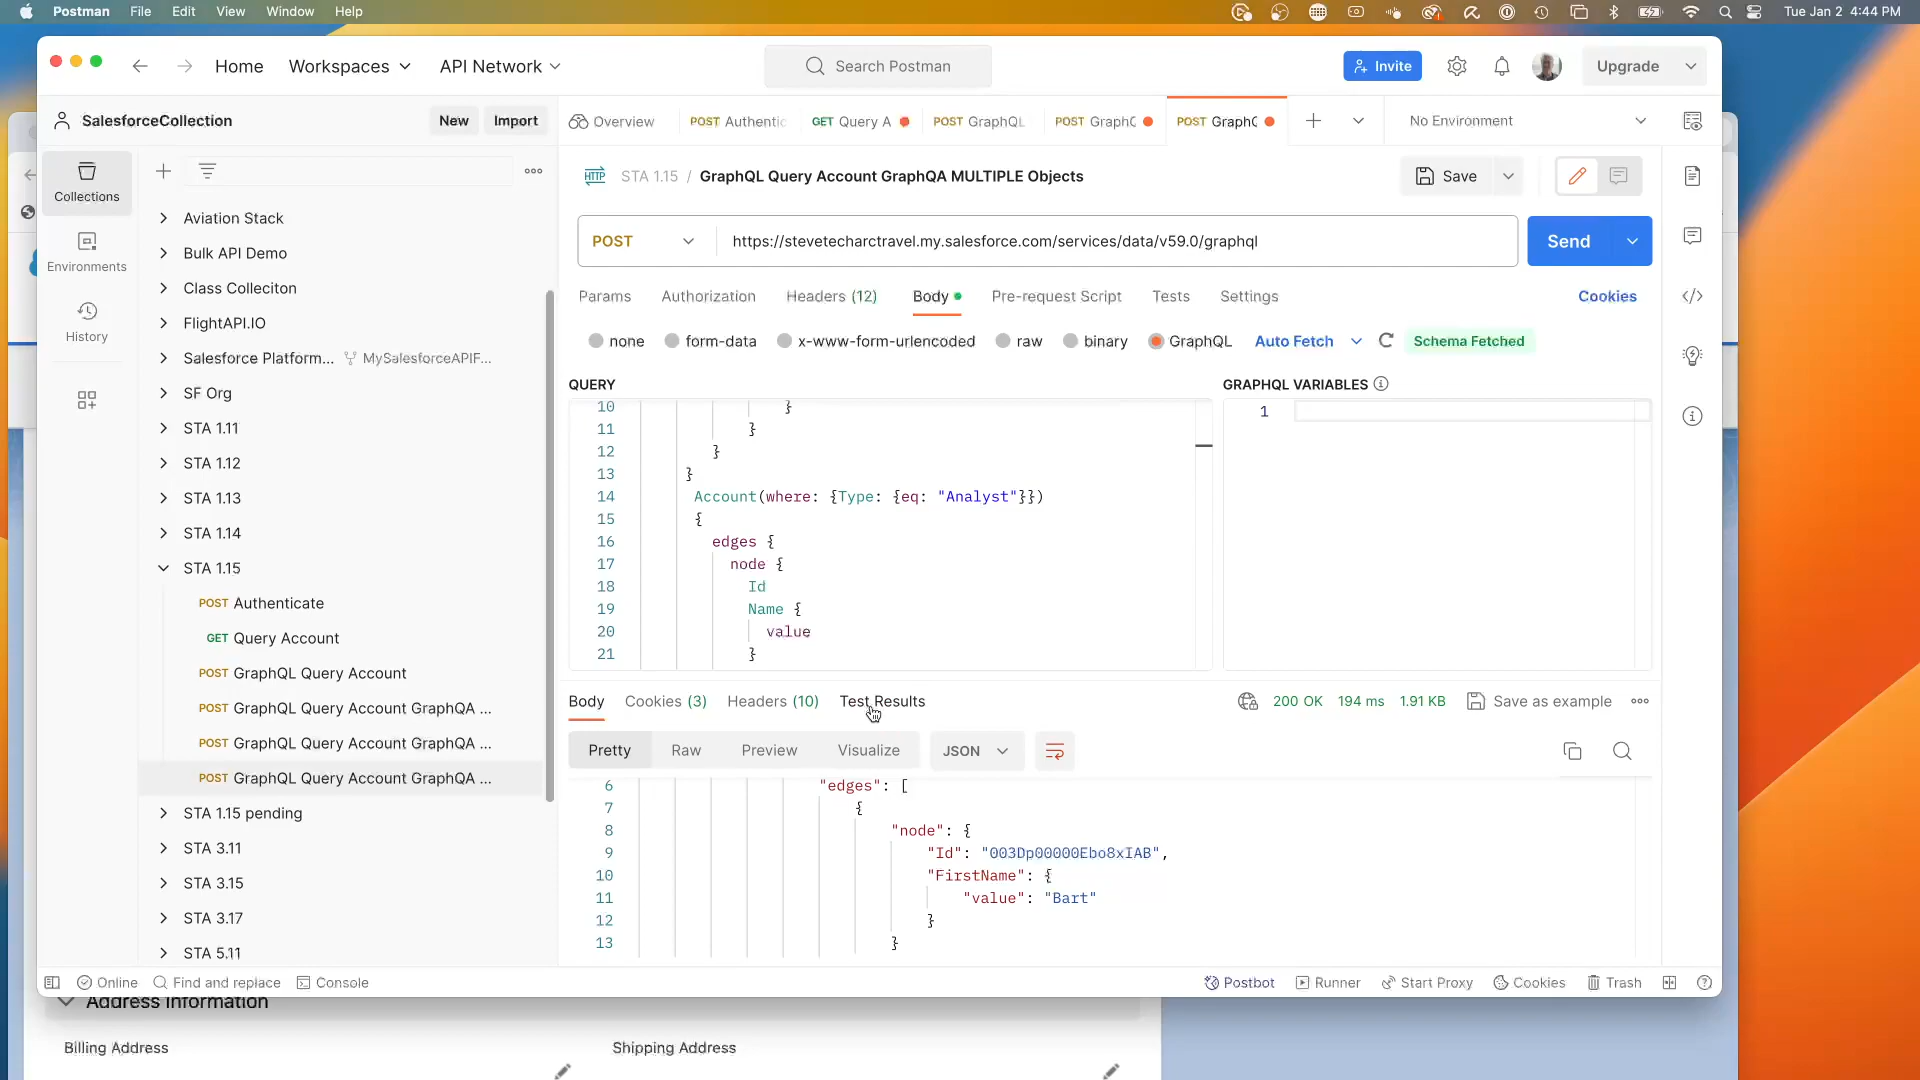 Postman File Edit View Window Help Tue Jan 2 4:44 PM
Home Workspaces API Network Search Postman Invite Upgrade
SalesforceCollection New Import Overview POST Authentic GET Query A POST GraphQL POST GraphQ POST GraphQ No Environment
Collections
Environments
History
Aviation Stack
Bulk API Demo
Class Colleciton
FlightAPI.IO
Salesforce Platform... MySalesforceAPIF...
SF Org
STA 1.11
STA 1.12
STA 1.13
STA 1.14
STA 1.15
POST Authenticate
GET Query Account
POST GraphQL Query Account
POST GraphQL Query Account GraphQA ...
POST GraphQL Query Account GraphQA ...
POST GraphQL Query Account GraphQA ...
STA 1.15 pending
STA 3.11
STA 3.15
STA 3.17
STA 5.11
HTTP STA 1.15 / GraphQL Query Account GraphQA MULTIPLE Objects Save
POST https://stevetecharctravel.my.salesforce.com/services/data/v59.0/graphql Send
Params Authorization Headers (12) Body Pre-request Script Tests Settings Cookies
none form-data x-www-form-urlencoded raw binary GraphQL Auto Fetch Schema Fetched
QUERY
10 }
11 }
12 }
13 }
14 Account(where: {Type: {eq: "Analyst"}})
15 {
16 edges {
17 node {
18 Id
19 Name {
20 value
21 }
GRAPHQL VARIABLES
1
Body Cookies (3) Headers (10) Test Results 200 OK 194 ms 1.91 KB Save as example
Pretty Raw Preview Visualize JSON
6 "edges": [
7 {
8 "node": {
9 "Id": "003Dp00000Ebo8xIAB",
10 "FirstName": {
11 "value": "Bart"
12 }
13 }
Online Find and replace Console Postbot Runner Start Proxy Cookies Trash
Address Information
Billing Address Shipping Address